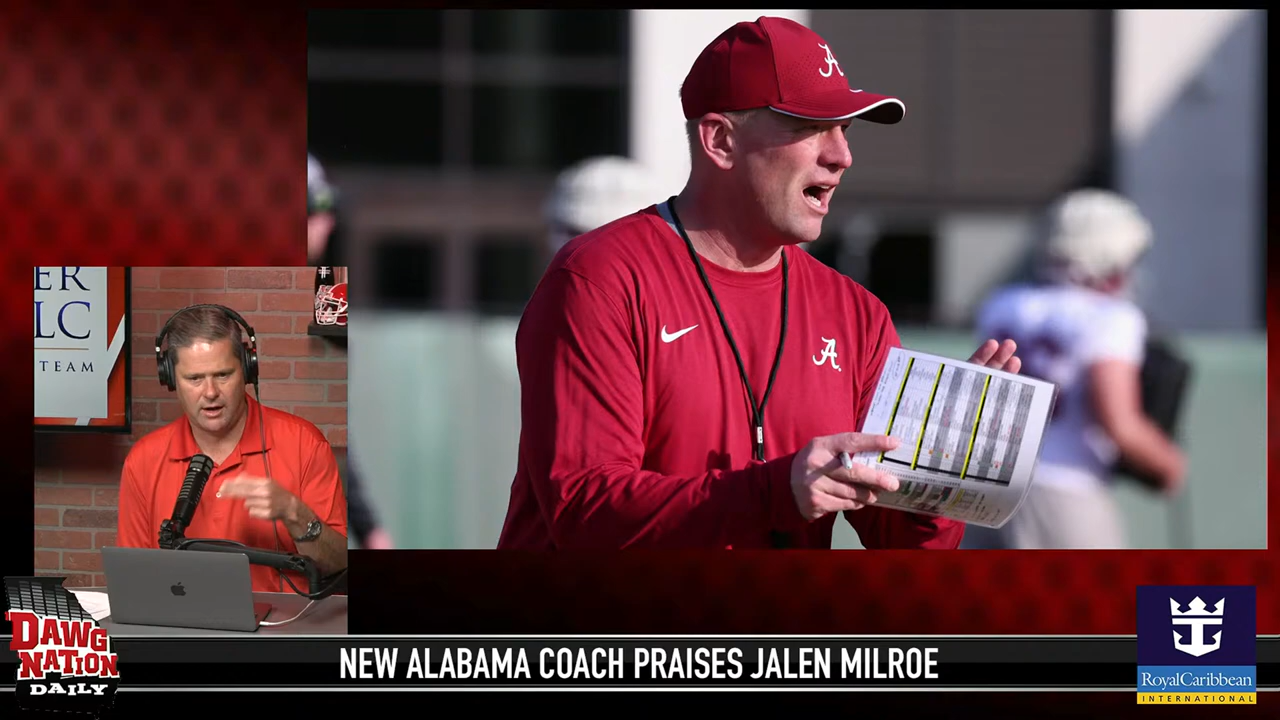 A
A
ER
LC
TEAM
DAWG
NATION
DAILY
NEW ALABAMA COACH PRAISES JALEN MILROE
RoyalCaribbean
INTERNATIONAL